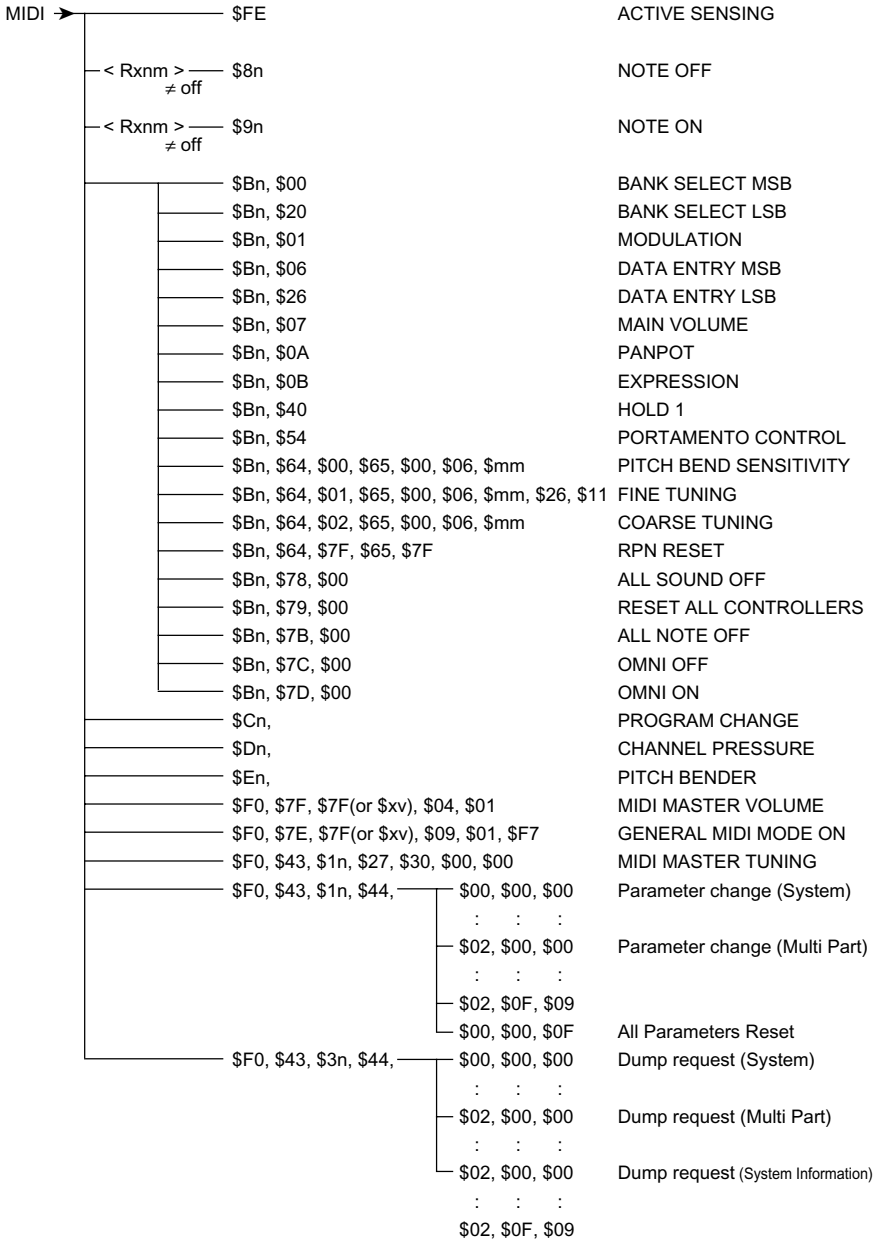 MIDI $FE ACTIVE SENSING
< Rxnm > $8n NOTE OFF
≠ off
< Rxnm > $9n NOTE ON
≠ off
$Bn, $00 BANK SELECT MSB
$Bn, $20 BANK SELECT LSB
$Bn, $01 MODULATION
$Bn, $06 DATA ENTRY MSB
$Bn, $26 DATA ENTRY LSB
$Bn, $07 MAIN VOLUME
$Bn, $0A PANPOT
$Bn, $0B EXPRESSION
$Bn, $40 HOLD 1
$Bn, $54 PORTAMENTO CONTROL
$Bn, $64, $00, $65, $00, $06, $mm PITCH BEND SENSITIVITY
$Bn, $64, $01, $65, $00, $06, $mm, $26, $11 FINE TUNING
$Bn, $64, $02, $65, $00, $06, $mm COARSE TUNING
$Bn, $64, $7F, $65, $7F RPN RESET
$Bn, $78, $00 ALL SOUND OFF
$Bn, $79, $00 RESET ALL CONTROLLERS
$Bn, $7B, $00 ALL NOTE OFF
$Bn, $7C, $00 OMNI OFF
$Bn, $7D, $00 OMNI ON
$Cn, PROGRAM CHANGE
$Dn, CHANNEL PRESSURE
$En, PITCH BENDER
$F0, $7F, $7F(or $xv), $04, $01 MIDI MASTER VOLUME
$F0, $7E, $7F(or $xv), $09, $01, $F7 GENERAL MIDI MODE ON
$F0, $43, $1n, $27, $30, $00, $00 MIDI MASTER TUNING
$F0, $43, $1n, $44, $00, $00, $00 Parameter change (System)
: : :
$02, $00, $00 Parameter change (Multi Part)
: : :
$02, $0F, $09
$00, $00, $0F All Parameters Reset
$F0, $43, $3n, $44, $00, $00, $00 Dump request (System)
: : :
$02, $00, $00 Dump request (Multi Part)
: : :
$02, $00, $00 Dump request (System Information)
: : :
$02, $0F, $09